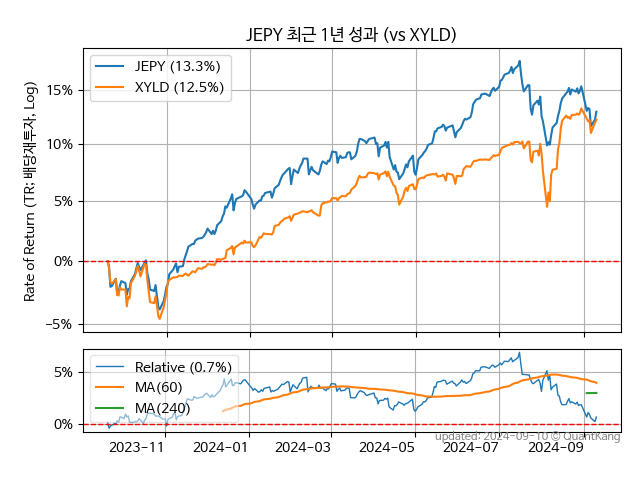 JEPY 최근 1년 성과 (vs XYLD)
Rate of Return (TR: 배당재투자, Log)
JEPY (13.3%)
XYLD (12.5%)
15%
10%
5%
0%
−5%
Relative (0.7%)
MA(60)
MA(240)
5%
0%
2023-11 2024-01 2024-03 2024-05 2024-07 2024-09
updated: 2024-09-10 © QuantKang